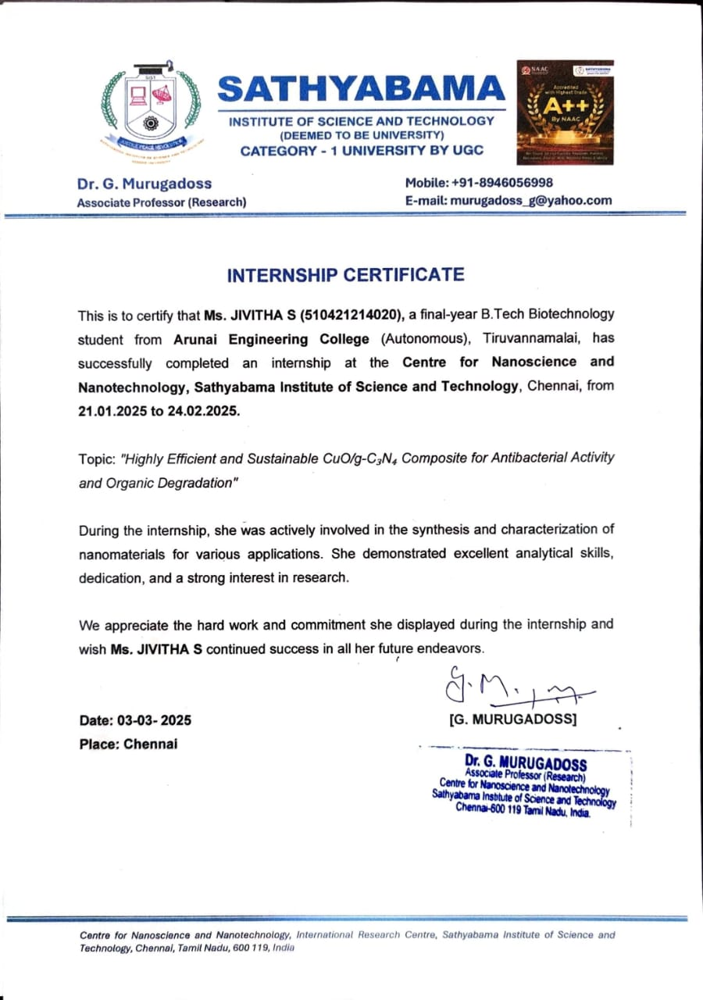 SIST
JUSTICE PEACE REVOLUTION
SATHYABAMA
INSTITUTE OF SCIENCE AND TECHNOLOGY
(DEEMED TO BE UNIVERSITY)
CATEGORY - 1 UNIVERSITY BY UGC
NAAC
SATHYABAMA
Accredited
with Highest Grade
A++
By NAAC
Dr. G. Murugadoss
Associate Professor (Research)
Mobile: +91-8946056998
E-mail: murugadoss_g@yahoo.com
INTERNSHIP CERTIFICATE
This is to certify that Ms. JIVITHA S (510421214020), a final-year B.Tech Biotechnology
student from Arunai Engineering College (Autonomous), Tiruvannamalai, has
successfully completed an internship at the Centre for Nanoscience and
Nanotechnology, Sathyabama Institute of Science and Technology, Chennai, from
21.01.2025 to 24.02.2025.
Topic: "Highly Efficient and Sustainable CuO/g-C₃N₄ Composite for Antibacterial Activity
and Organic Degradation"
During the internship, she was actively involved in the synthesis and characterization of
nanomaterials for various applications. She demonstrated excellent analytical skills,
dedication, and a strong interest in research.
We appreciate the hard work and commitment she displayed during the internship and
wish Ms. JIVITHA S continued success in all her future endeavors.
G. M.
[G. MURUGADOSS]
Date: 03-03- 2025
Place: Chennai
Dr. G. MURUGADOSS
Associate Professor (Research)
Centre for Nanoscience and Nanotechnology
Sathyabama Institute of Science and Technology
Chennai-600 119 Tamil Nadu, India.
Centre for Nanoscience and Nanotechnology, International Research Centre, Sathyabama Institute of Science and
Technology, Chennai, Tamil Nadu, 600 119, India